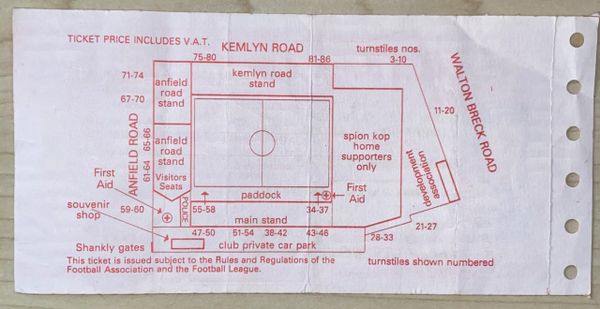 TICKET PRICE INCLUDES V.A.T.
KEMLYN ROAD
turnstiles nos.
3-10
75-80
81-86
71-74
67-70
anfield
road
stand
kemlyn road
stand
WALTON BRECK ROAD
11-20
ANFIELD ROAD
65-66
61-64
anfield
road
stand
Visitors
Seats
spion kop
home
supporters
only
development
association
First
Aid
paddock
First
Aid
souvenir
shop
59-60
POLICE
55-58
34-37
main stand
21-27
47-50
51-54
38-42
43-46
28-33
Shankly gates
club private car park
This ticket is issued subject to the Rules and Regulations of the
Football Association and the Football League.
turnstiles shown numbered